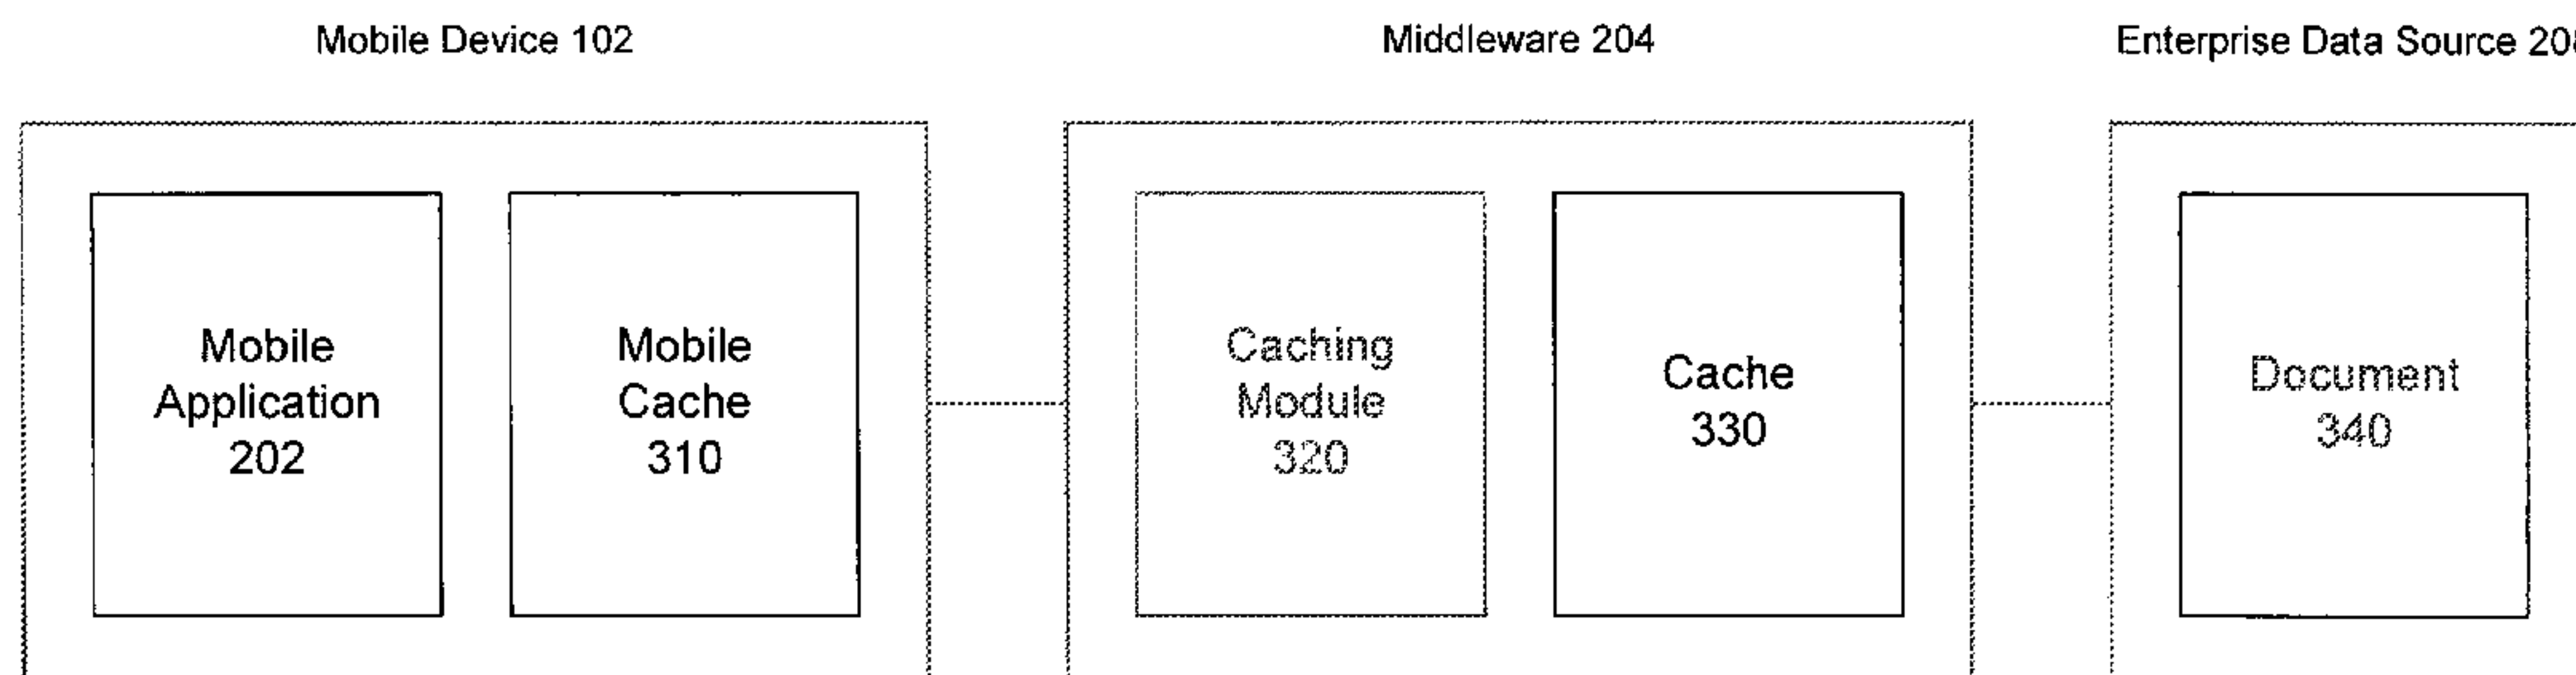 Mobile Device 102
Middleware 204
Enterprise Data Source
Mobile
Application
202
Mobile
Cache
310
Caching
Module
320
Cache
330
Document
340